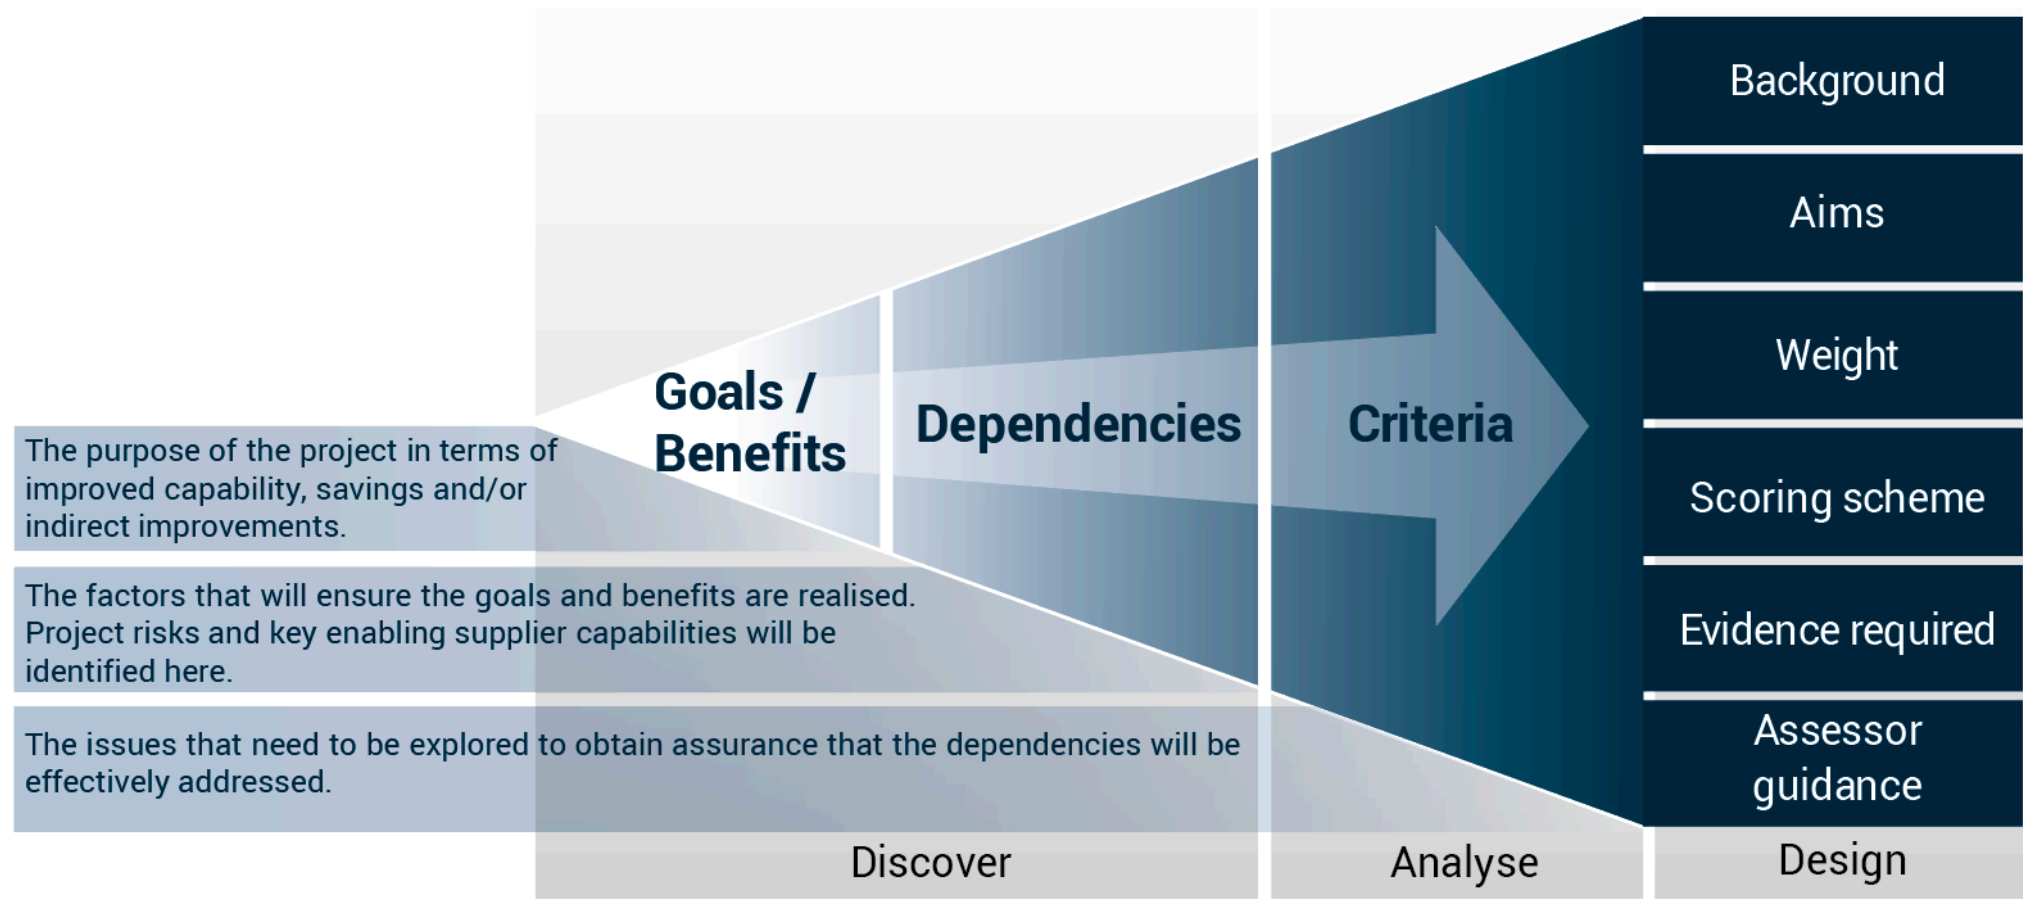 Background
Aims
Weight
Scoring scheme
Evidence required
Assessor
guidance
Goals /
Benefits
Dependencies
Criteria
The purpose of the project in terms of
improved capability, savings and/or
indirect improvements.
The factors that will ensure the goals and benefits are realised.
Project risks and key enabling supplier capabilities will be
identified here.
The issues that need to be explored to obtain assurance that the dependencies will be
effectively addressed.
Discover
Analyse
Design